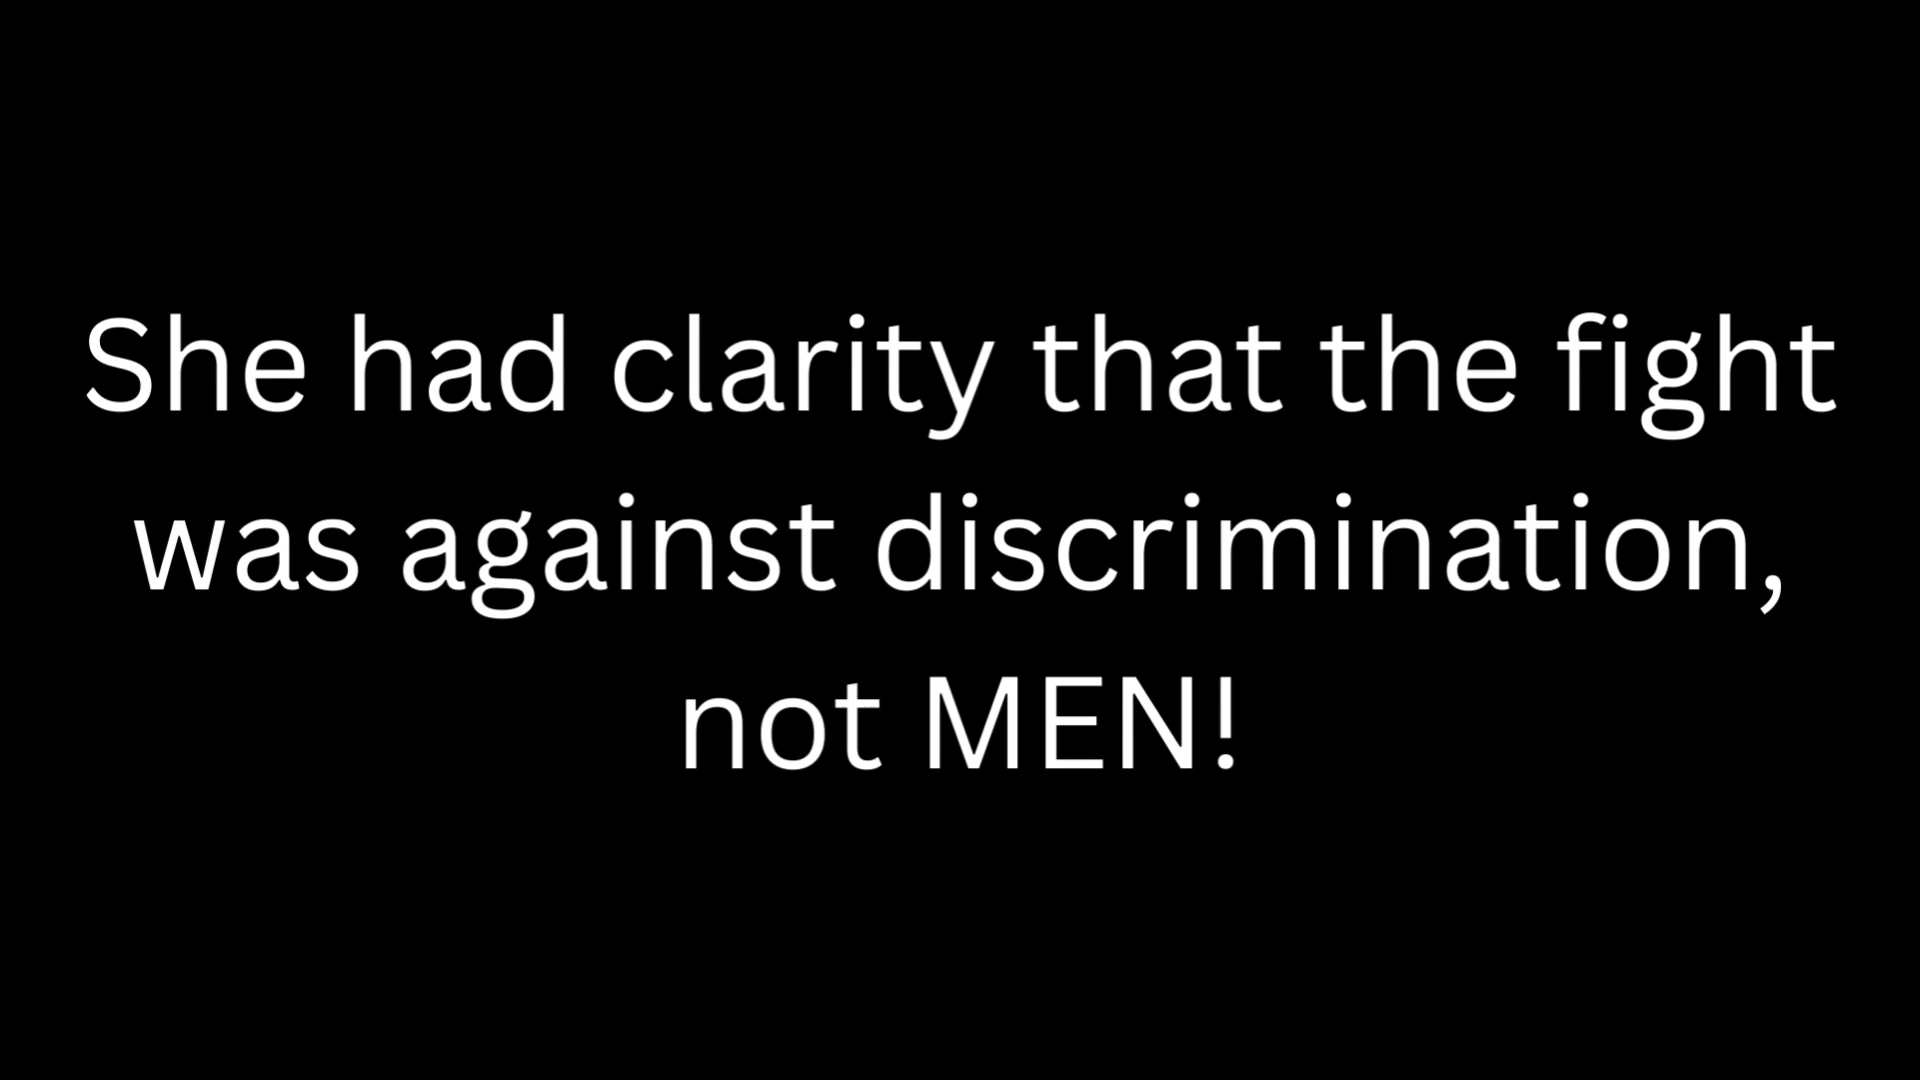 She had clarity that the fight
was against discrimination,
not MEN!